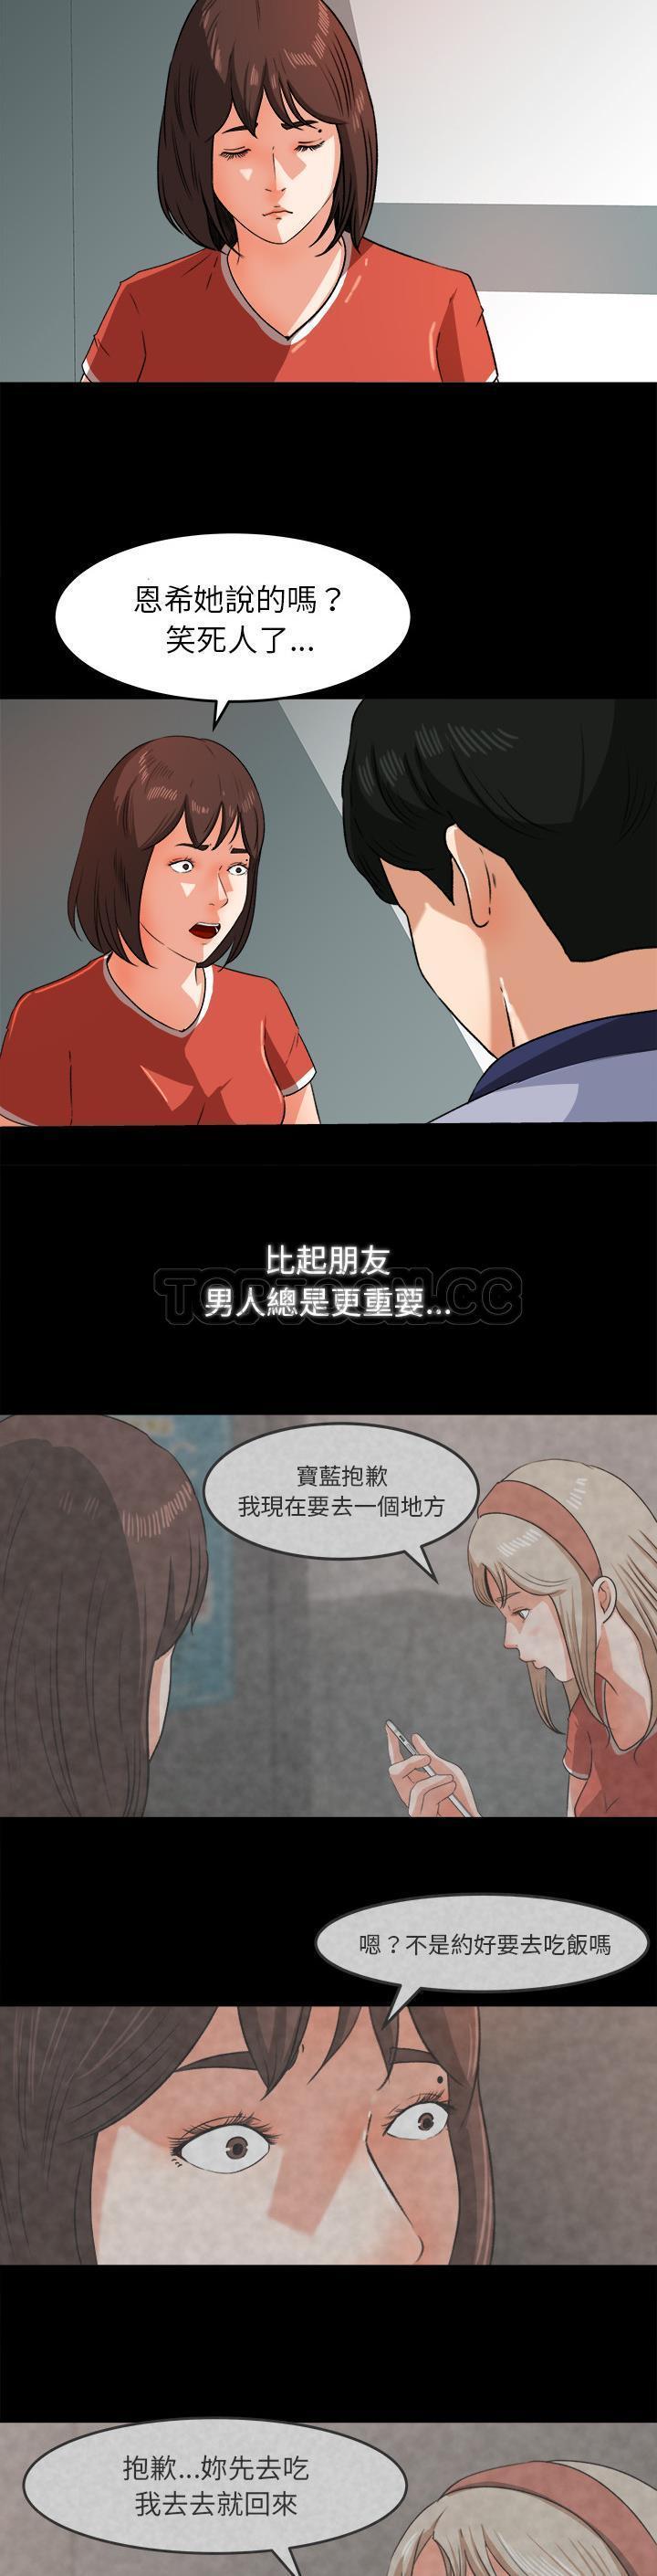 恩希她說的嗎？
笑死人了...
比起朋友
TOPTOON.CC
男人總是更重要...
寶藍抱歉
我現在要去一個地方
嗯？不是約好要去吃飯嗎
抱歉...妳先去吃
我去去就回來